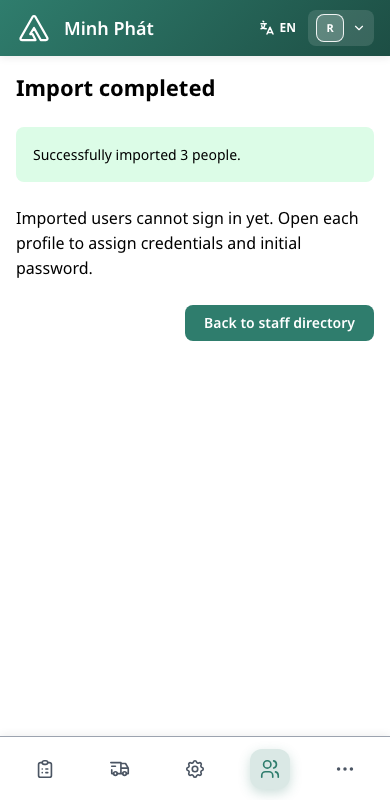 Minh Phát
EN
R
Import completed
Successfully imported 3 people.
Imported users cannot sign in yet. Open each
profile to assign credentials and initial
password.
Back to staff directory